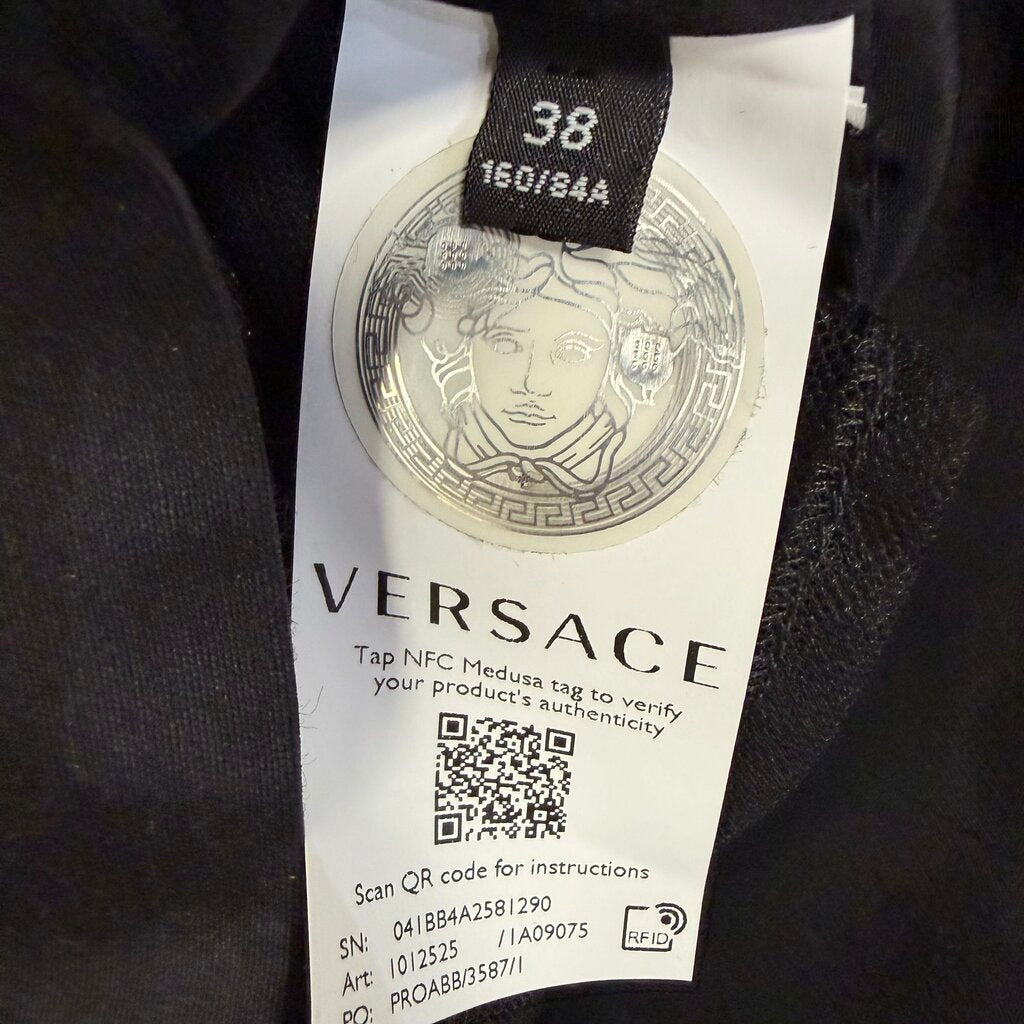 38
160/84A
VERSACE
Tap NFC Medusa tag to verify
your product's authenticity
Scan QR code for instructions
SN: 041BB4A2581290
Art: 1012525 /1A09075
PO: PROABB/3587/1
RFID